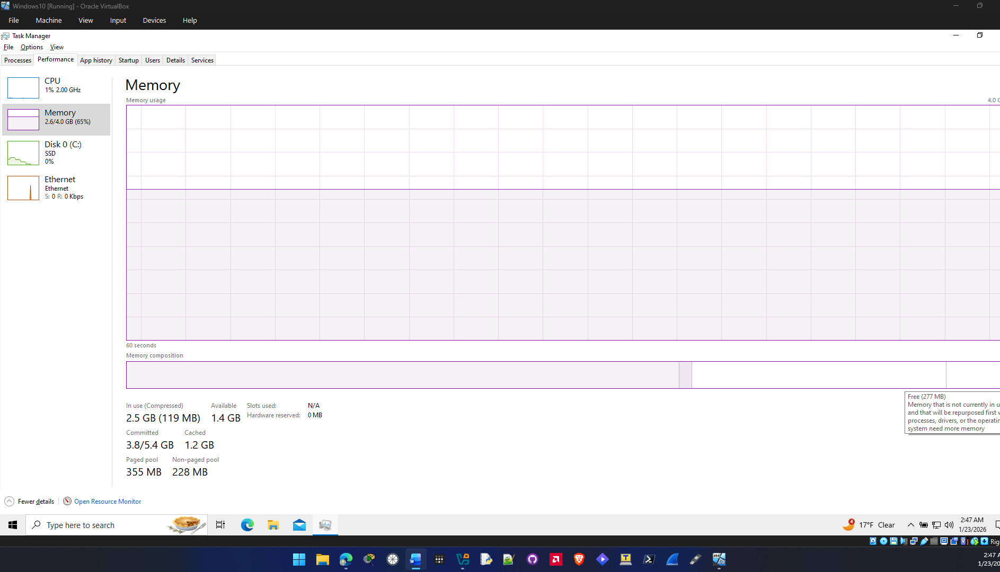 Windows10 [Running] - Oracle VirtualBox
File Machine View Input Devices Help
Task Manager
File Options View
Processes Performance App history Startup Users Details Services
CPU
1% 2.00 GHz
Memory
2.6/4.0 GB (65%)
Disk 0 (C:)
SSD
0%
Ethernet
Ethernet
S: 0 R: 0 Kbps
Memory
Memory usage 4.0 G
60 seconds
Memory composition
Free (277 MB)
Memory that is not currently in u
and that will be repurposed first w
processes, drivers, or the operatin
system need more memory
In use (Compressed) Available Slots used: N/A
2.5 GB (119 MB) 1.4 GB Hardware reserved: 0 MB
Committed Cached
3.8/5.4 GB 1.2 GB
Paged pool Non-paged pool
355 MB 228 MB
Fewer details Open Resource Monitor
Type here to search
4
17°F Clear
2:47 AM
1/23/2026
Rig
2:47 A
1/23/20